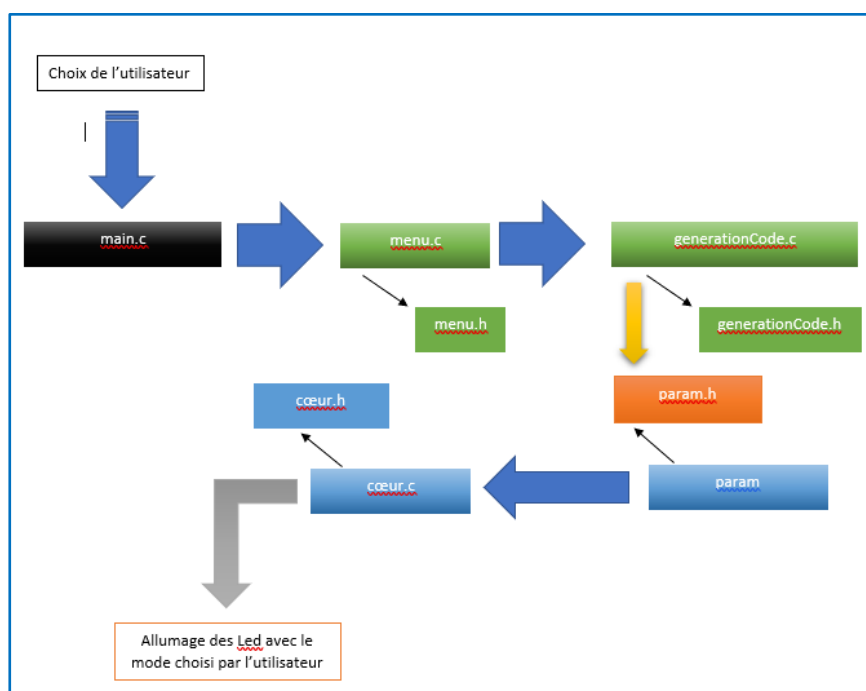 Choix de l'utilisateur
main.c
menu.c
generationCode.c
menu.h
generationCode.h
cœur.h
param.h
cœur.c
param
Allumage des Led avec le
mode choisi par l'utilisateur